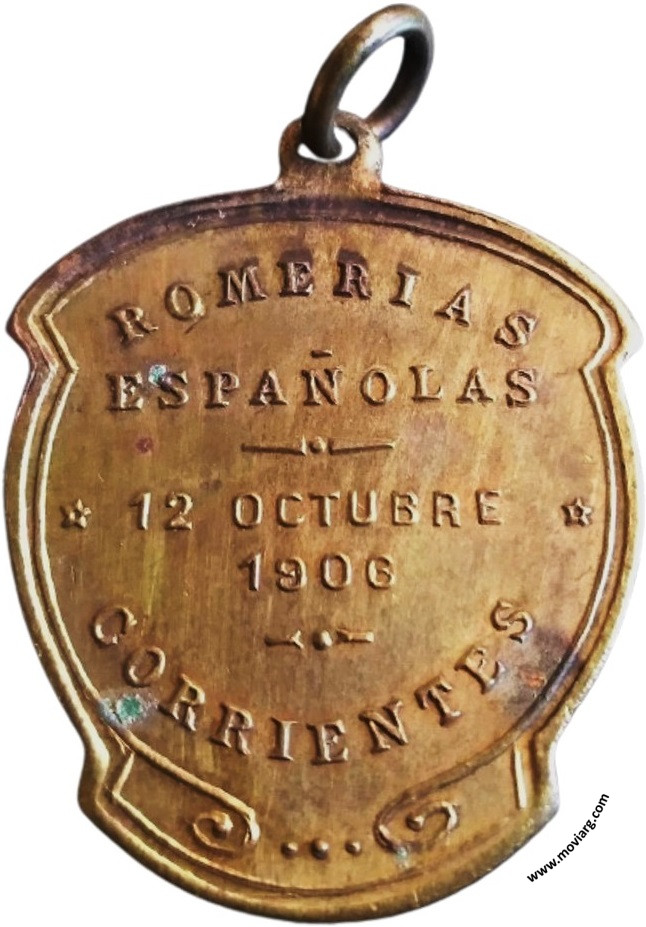 ROMERIAS
ESPAÑOLAS
12 OCTUBRE
1906
CORRIENTES
www.moviarg.com